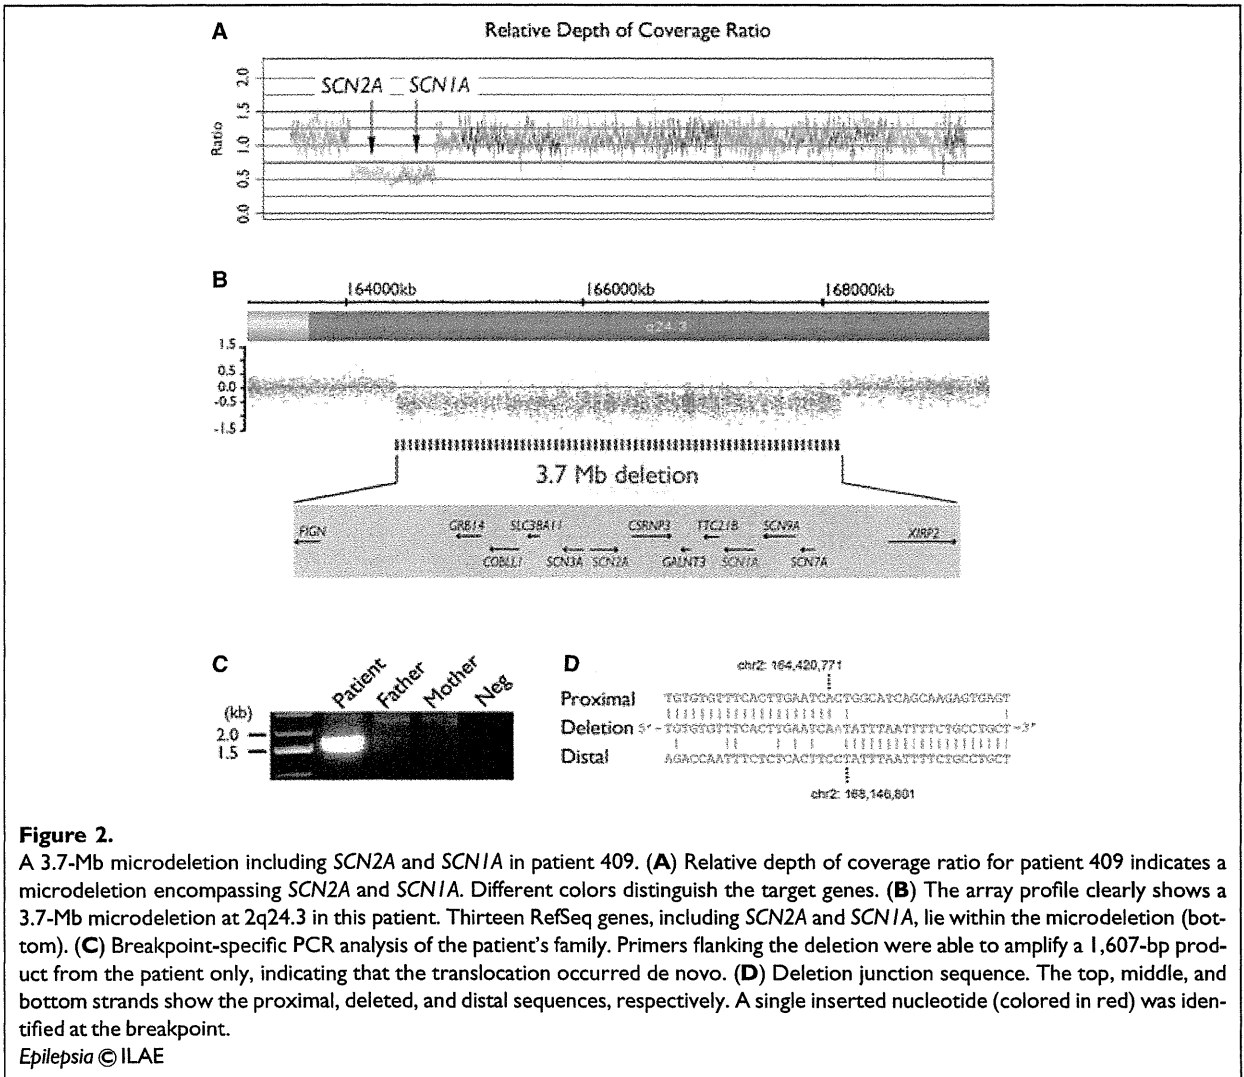 A
Relative Depth of Coverage Ratio
SCN2A
SCN1A
Ratio
2.0
1.5
1.0
0.5
0.0
B
164000kb
166000kb
168000kb
q24.3
1.5
0.5
0.0
-0.5
-1.5
3.7 Mb deletion
FIGN
GRB14
SLC38A11
CSRNP3
TTC21B
SCN9A
XIRP2
COBLL1
SCN3A
SCN2A
GALNT3
SCN1A
SCN7A
C
Patient
Father
Mother
Neg
(kb)
2.0
1.5
D
chr2: 164,420,771
Proximal TGTGTGTTTCACTTGAATCACTGGCATCAGCAAGAGTGAGT
Deletion 5' - TGTGTGTTTCACTTGAATCAATATTTAATTTTCTGCCTGCT - 3'
Distal AGACCAATTTCTCTCACTTCCTATTTAATTTTCTGCCTGCT
chr2: 168,146,801
Figure 2.
A 3.7-Mb microdeletion including SCN2A and SCN1A in patient 409. (A) Relative depth of coverage ratio for patient 409 indicates a
microdeletion encompassing SCN2A and SCN1A. Different colors distinguish the target genes. (B) The array profile clearly shows a
3.7-Mb microdeletion at 2q24.3 in this patient. Thirteen RefSeq genes, including SCN2A and SCN1A, lie within the microdeletion (bot-
tom). (C) Breakpoint-specific PCR analysis of the patient's family. Primers flanking the deletion were able to amplify a 1,607-bp prod-
uct from the patient only, indicating that the translocation occurred de novo. (D) Deletion junction sequence. The top, middle, and
bottom strands show the proximal, deleted, and distal sequences, respectively. A single inserted nucleotide (colored in red) was iden-
tified at the breakpoint.
Epilepsia © ILAE